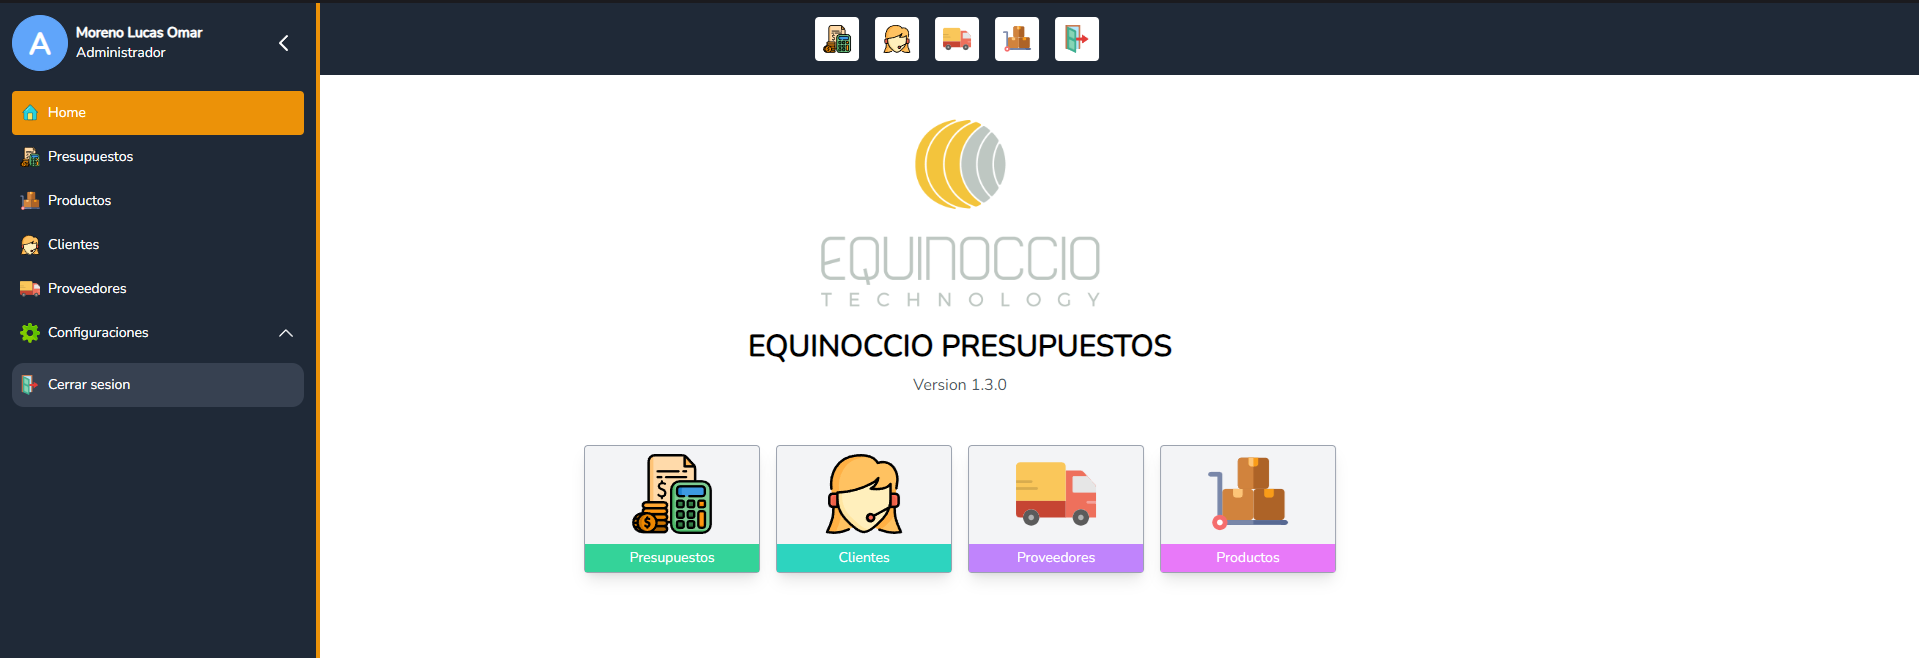 A
Moreno Lucas Omar
Administrador
Home
Presupuestos
Productos
Clientes
Proveedores
Configuraciones
Cerrar sesion
EQUINOCCIO
TECHNOLOGY
EQUINOCCIO PRESUPUESTOS
Version 1.3.0
Presupuestos
Clientes
Proveedores
Productos